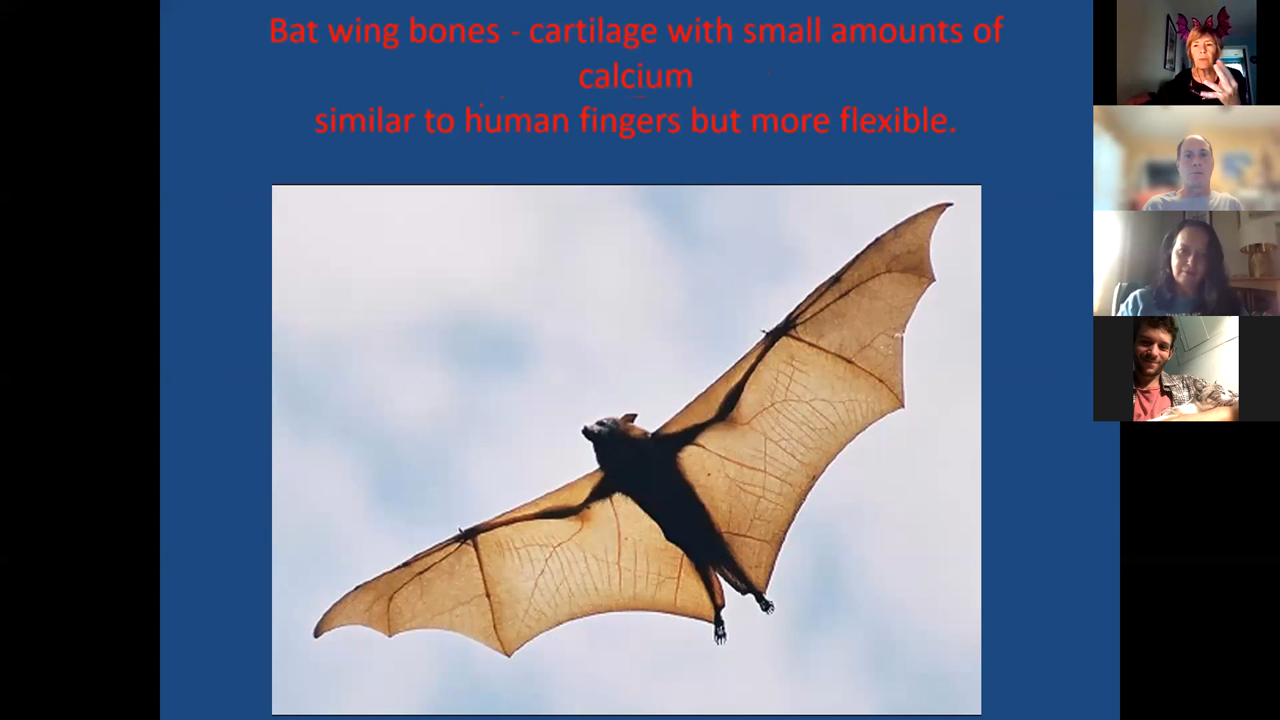 Bat wing bones - cartilage with small amounts of
calcium
similar to human fingers but more flexible.